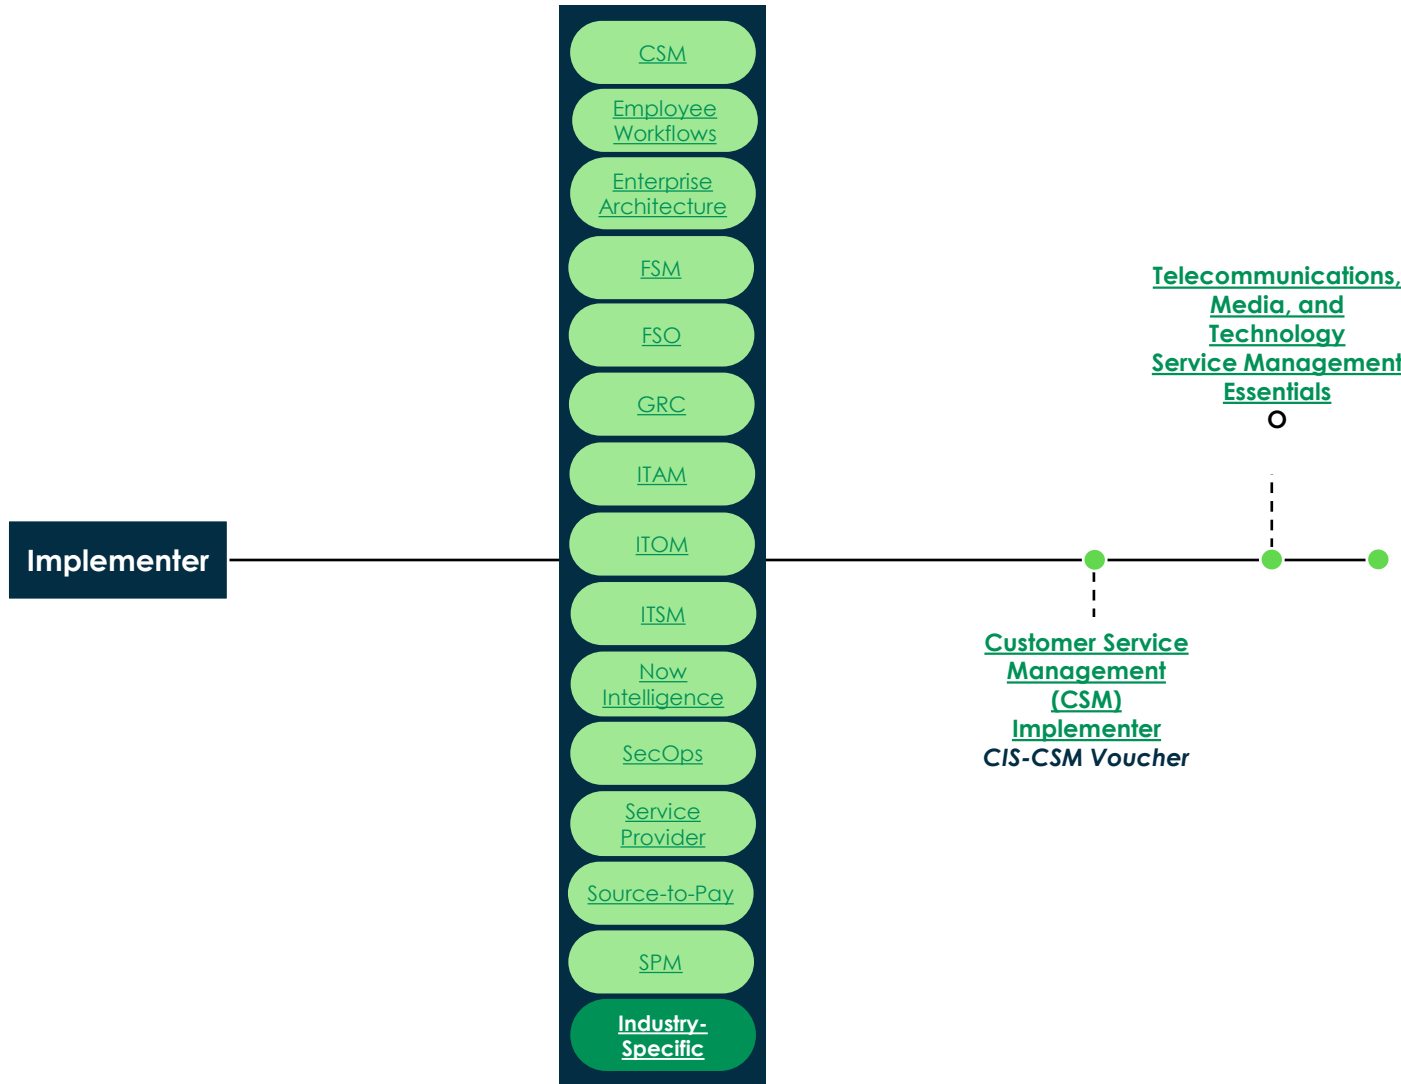 Implementer
CSM
Employee
Workflows
Enterprise
Architecture
FSM
FSO
GRC
ITAM
ITOM
ITSM
Now
Intelligence
SecOps
Service
Provider
Source-to-Pay
SPM
Industry-
Specific
Customer Service
Management
(CSM)
Implementer
CIS-CSM Voucher
Telecommunications,
Media, and
Technology
Service Management
Essentials